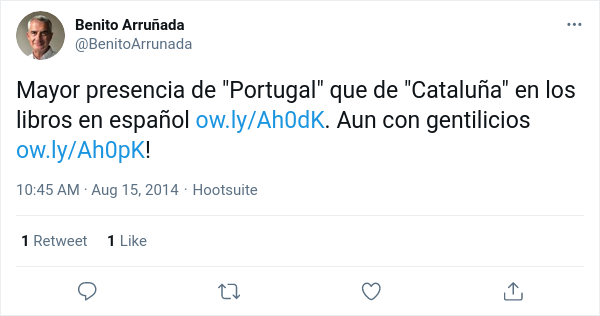 Benito Arruñada
@BenitoArrunada
Mayor presencia de "Portugal" que de "Cataluña" en los
libros en español ow.ly/Ah0dK. Aun con gentilicios
ow.ly/Ah0pK!
10:45 AM · Aug 15, 2014 · Hootsuite
1 Retweet 1 Like